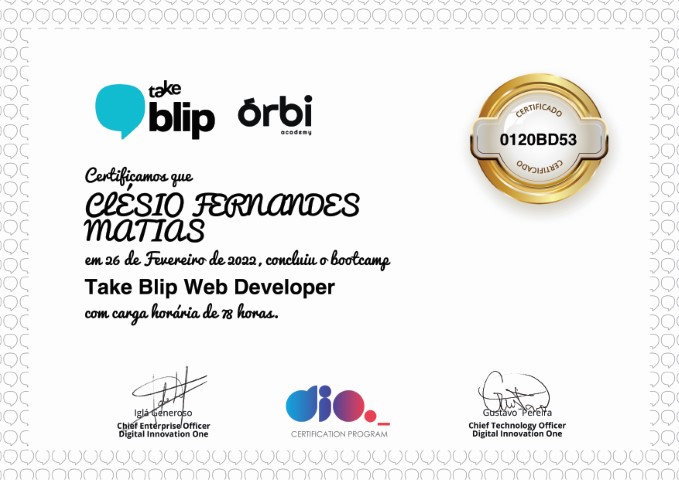 take
blip
órbi
academy
CERTIFICADO
0120BD53
CERTIFICADO
Certificamos que
CLÉSIO FERNANDES
MATIAS
em 26 de Fevereiro de 2022, concluiu o bootcamp
Take Blip Web Developer
com carga horária de 78 horas.
Iglá Generoso
Chief Enterprise Officer
Digital Innovation One
dio._
CERTIFICATION PROGRAM
Gustavo Pereira
Chief Technology Officer
Digital Innovation One